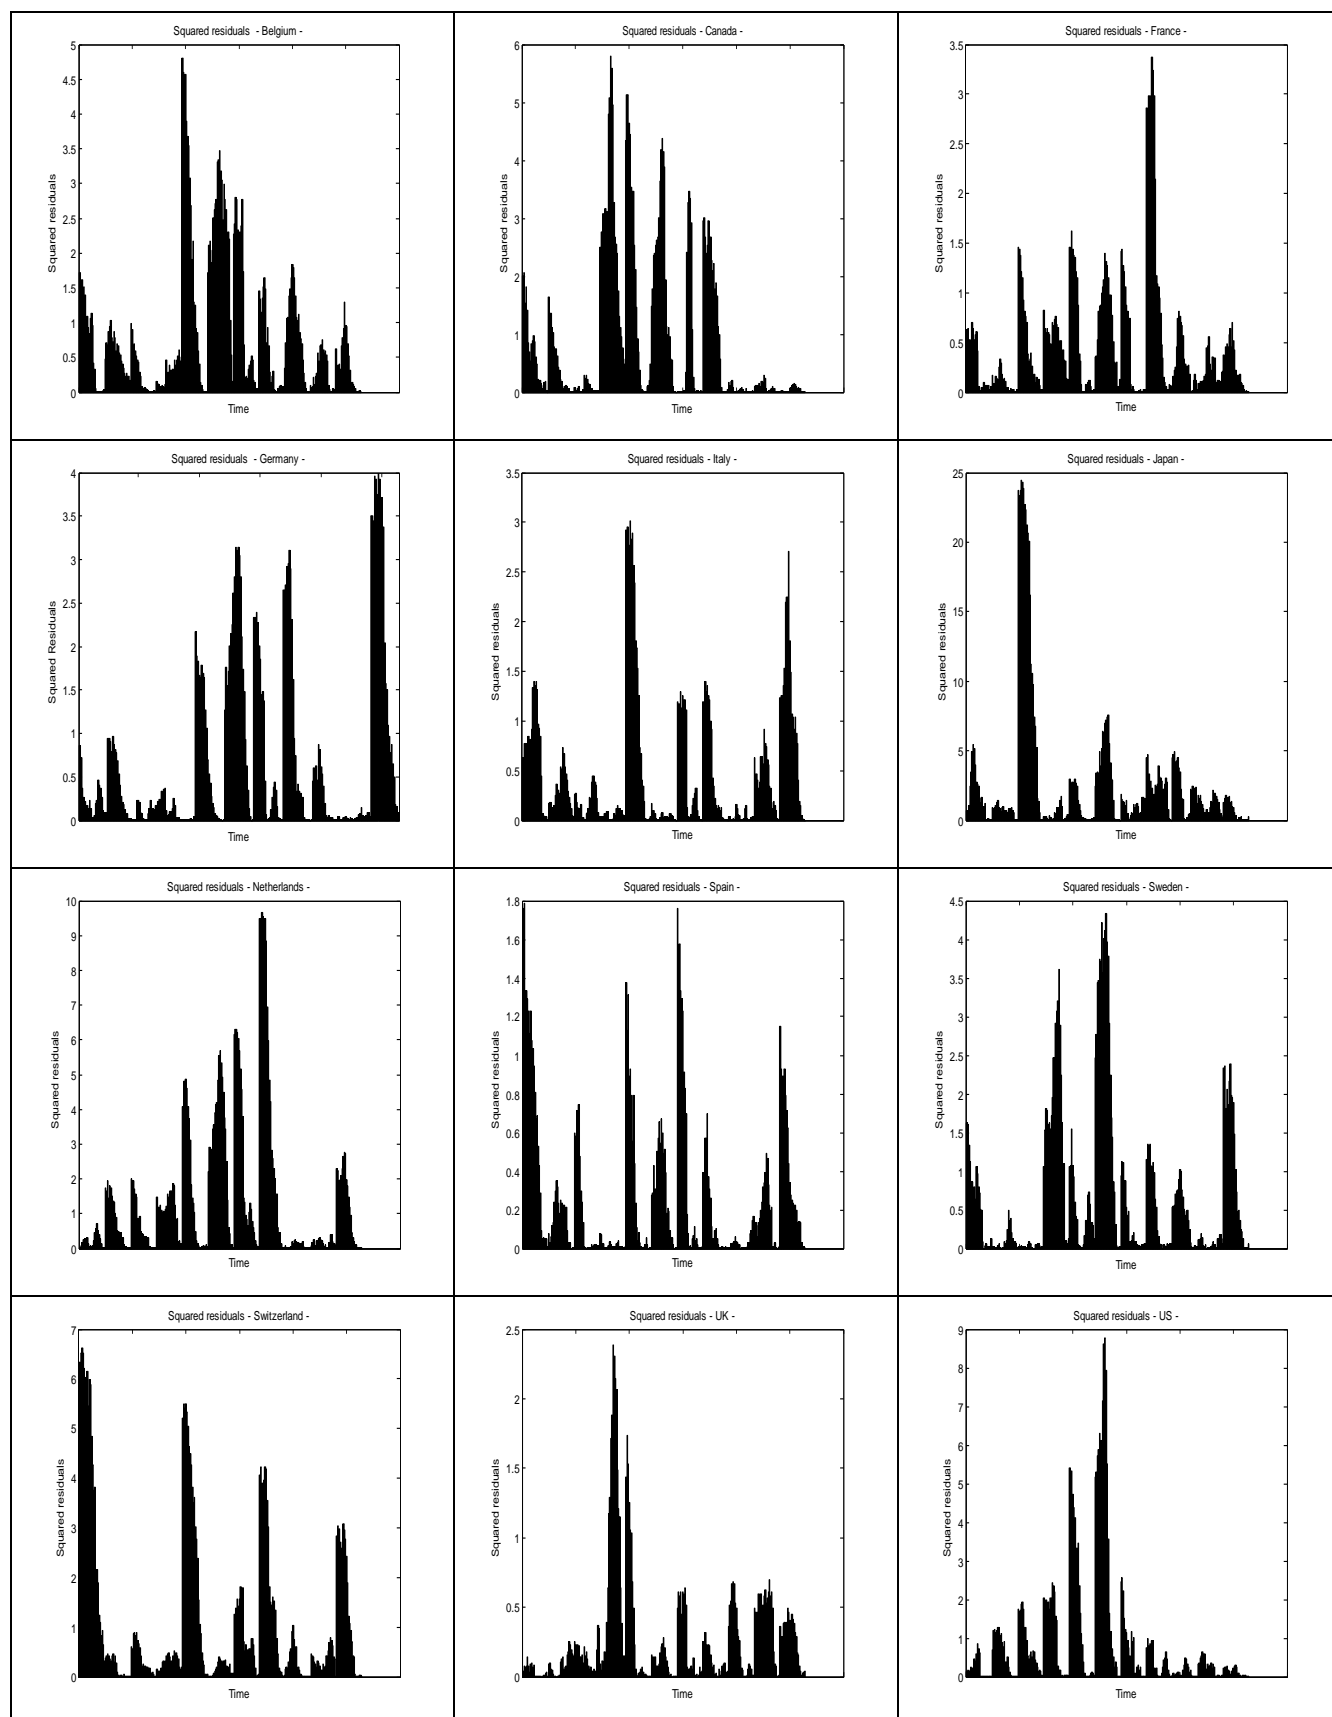 Squared residuals - Belgium -
5
4.5
4
3.5
3
2.5
2
1.5
1
0.5
0
Squared residuals
Time
Squared residuals - Canada -
6
5
4
3
2
1
0
Squared residuals
Time
Squared residuals - France -
3.5
3
2.5
2
1.5
1
0.5
0
Squared residuals
Time
Squared residuals - Germany -
4
3.5
3
2.5
2
1.5
1
0.5
0
Squared Residuals
Time
Squared residuals - Italy -
3.5
3
2.5
2
1.5
1
0.5
0
Squared residuals
Time
Squared residuals - Japan -
25
20
15
10
5
0
Squared residuals
Time
Squared residuals - Netherlands -
10
9
8
7
6
5
4
3
2
1
0
Squared residuals
Time
Squared residuals - Spain -
1.8
1.6
1.4
1.2
1
0.8
0.6
0.4
0.2
0
Squared residuals
Time
Squared residuals - Sweden -
4.5
4
3.5
3
2.5
2
1.5
1
0.5
0
Squared residuals
Time
Squared residuals - Switzerland -
7
6
5
4
3
2
1
0
Squared residuals
Time
Squared residuals - UK -
2.5
2
1.5
1
0.5
0
Squared residuals
Time
Squared residuals - US -
9
8
7
6
5
4
3
2
1
0
Squared residuals
Time